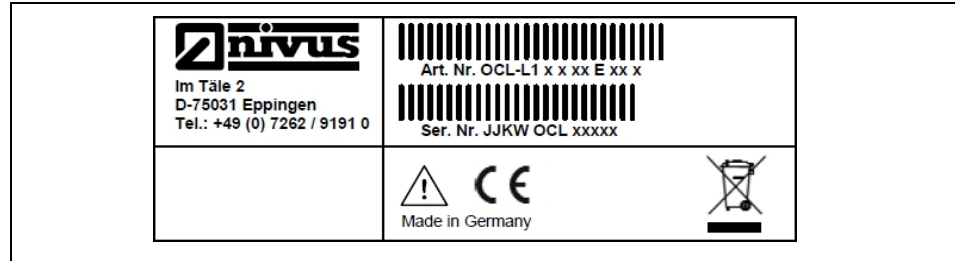 nivus
Im Täle 2
D-75031 Eppingen
Tel.: +49 (0) 7262 / 9191 0
Art. Nr. OCL-L1 x x xx E xx x
Ser. Nr. JJKW OCL xxxxx
CE
Made in Germany